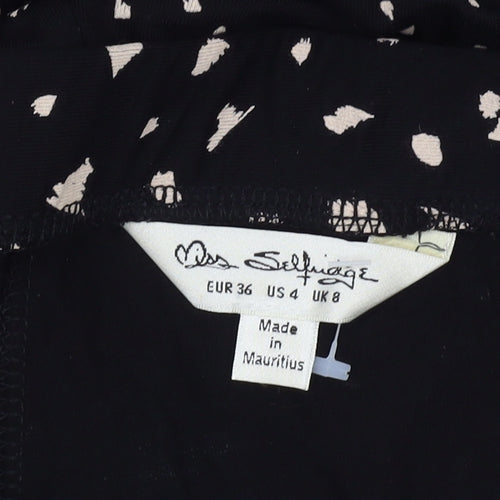 Miss Selfridge
EUR 36 US 4 UK 8
Made
in
Mauritius